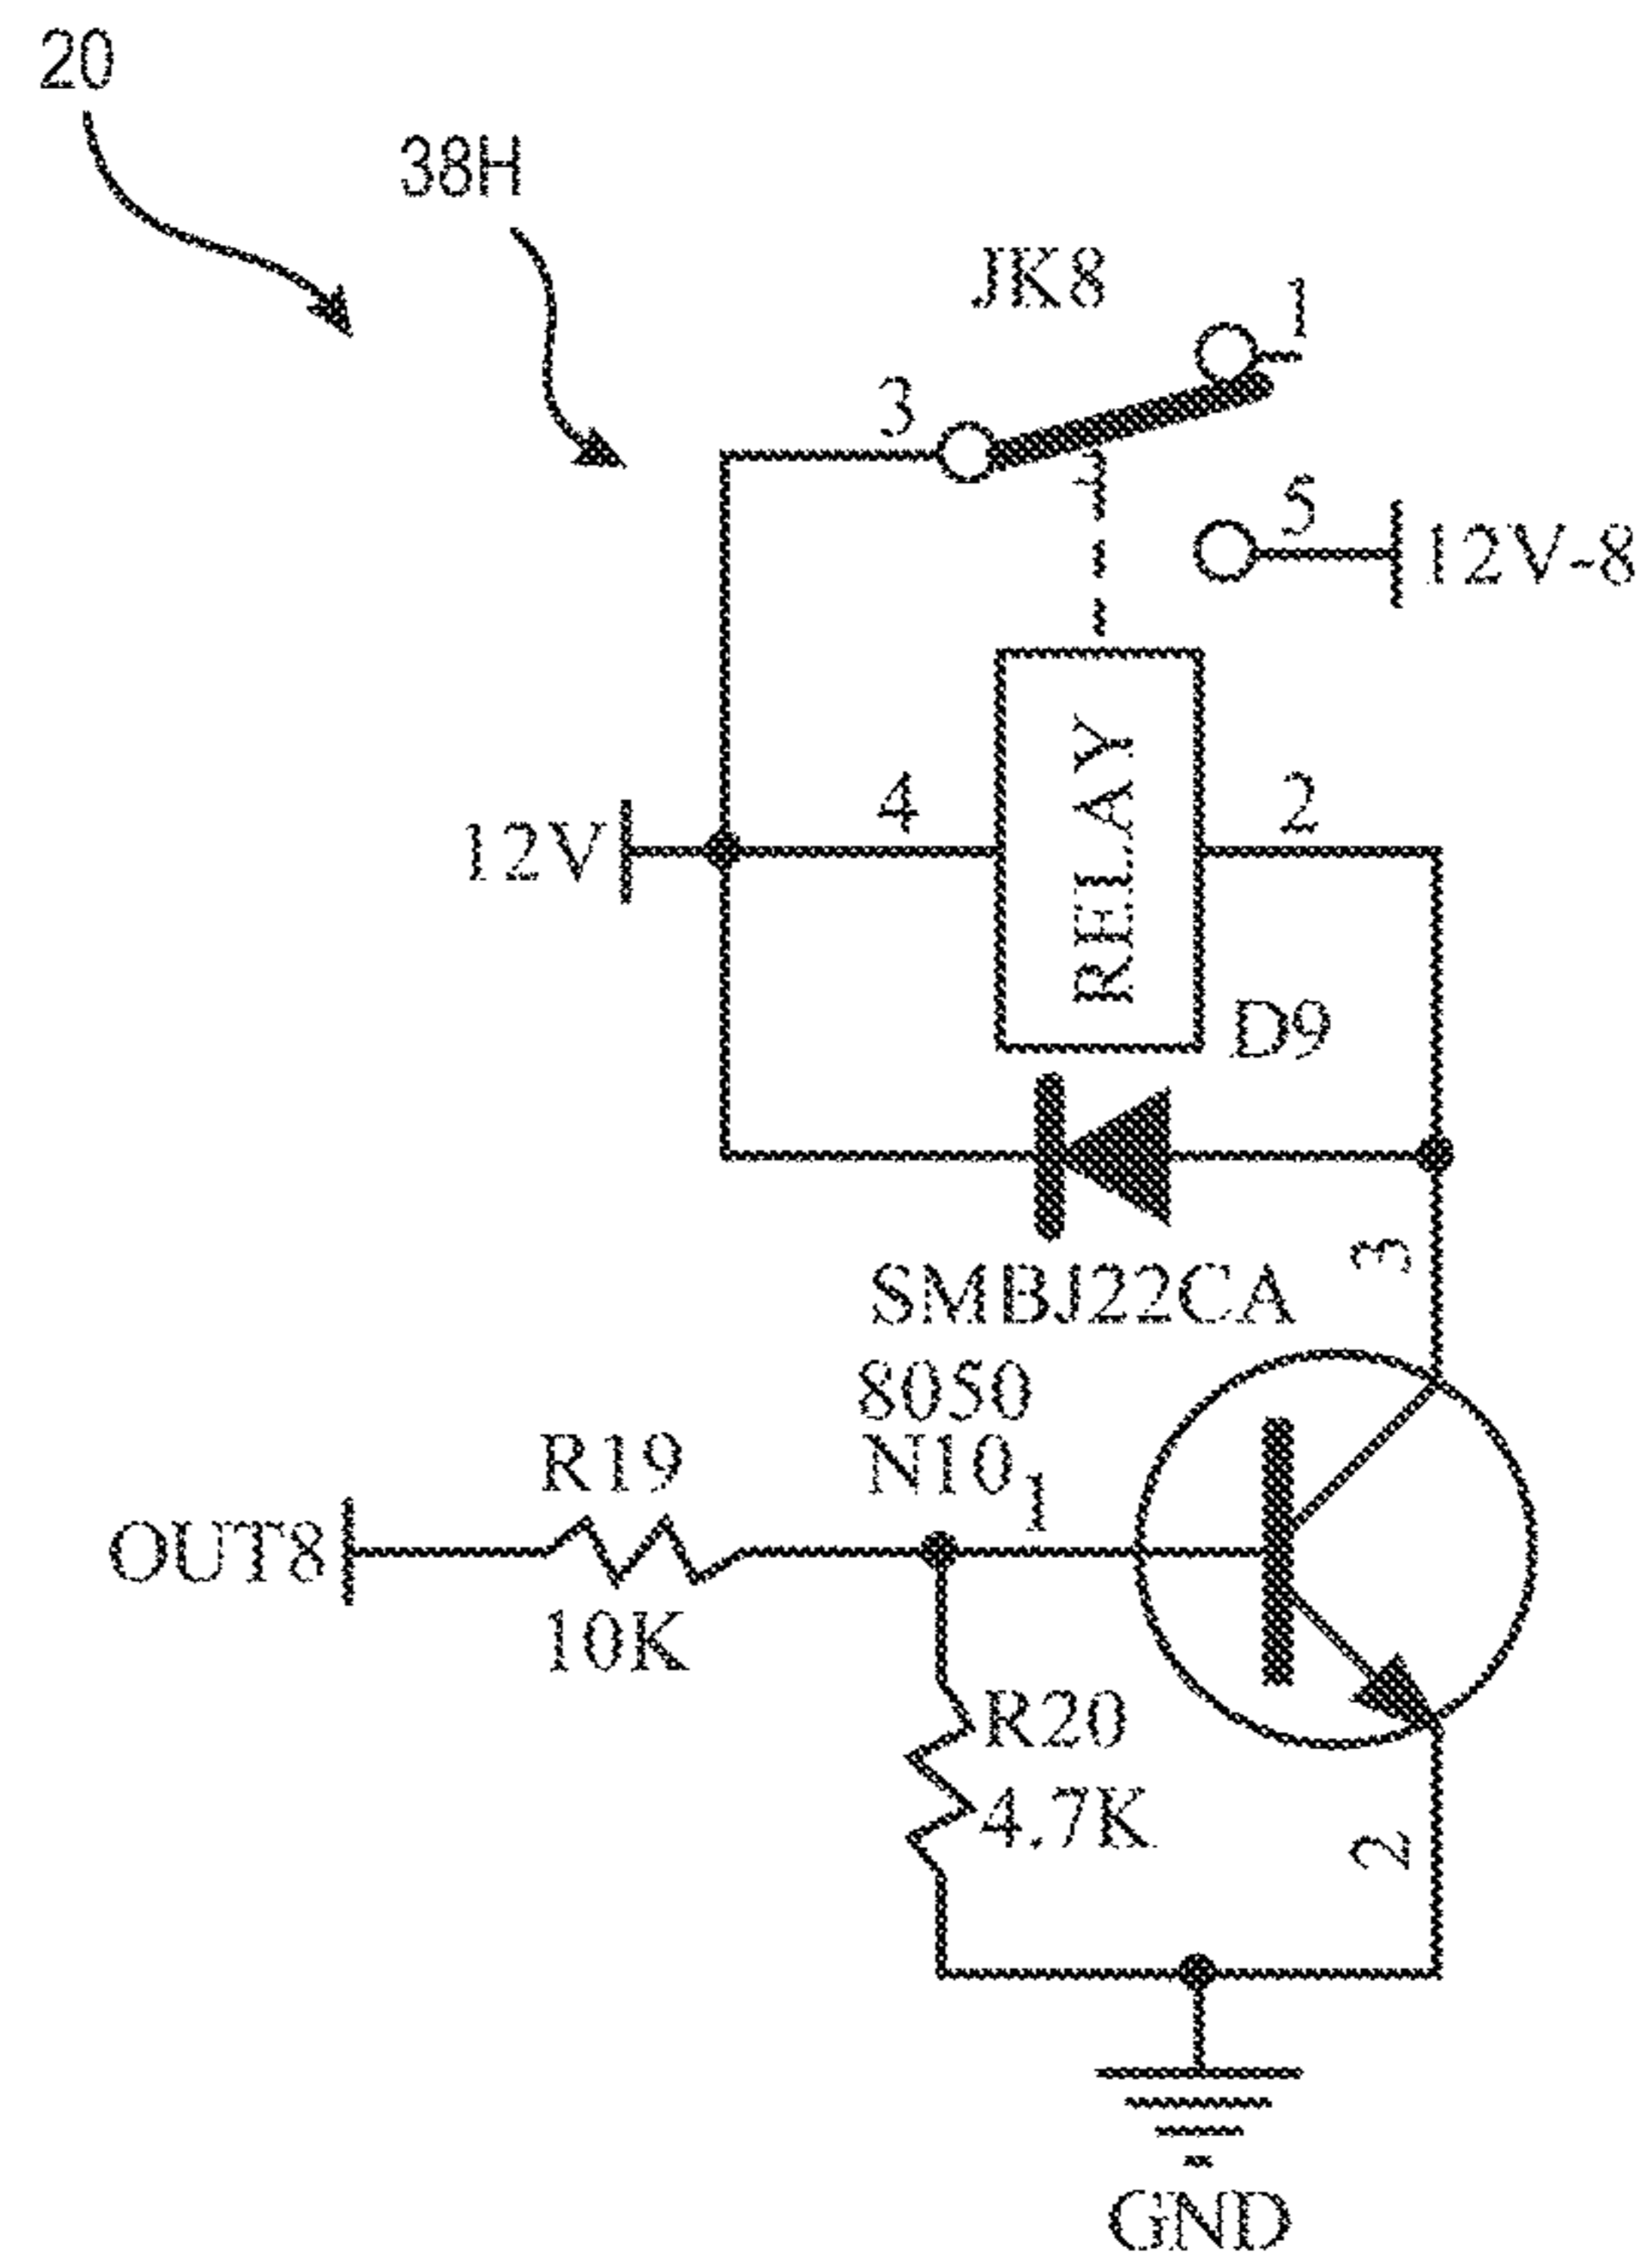 20
38H
JK8
1
3
5
12V-8
4
2
12V
RELAY
D9
3
SMBJ22CA
8050
N10
1
R19
OUT8
10K
R20
4.7K
2
GND